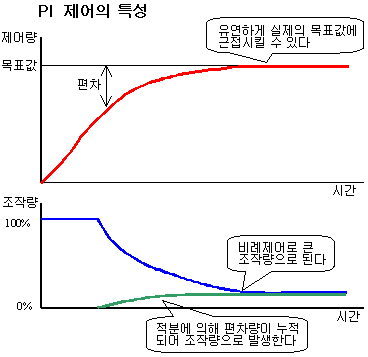 PI 제어의 특성
유연하게 실제의 목표값에
근접시킬 수 있다
제어량
목표값
편차
시간
조작량
100%
비례제어로 큰
조작량으로 된다
0%
시간
적분에 의해 편차량이 누적
되어 조작량으로 발생한다